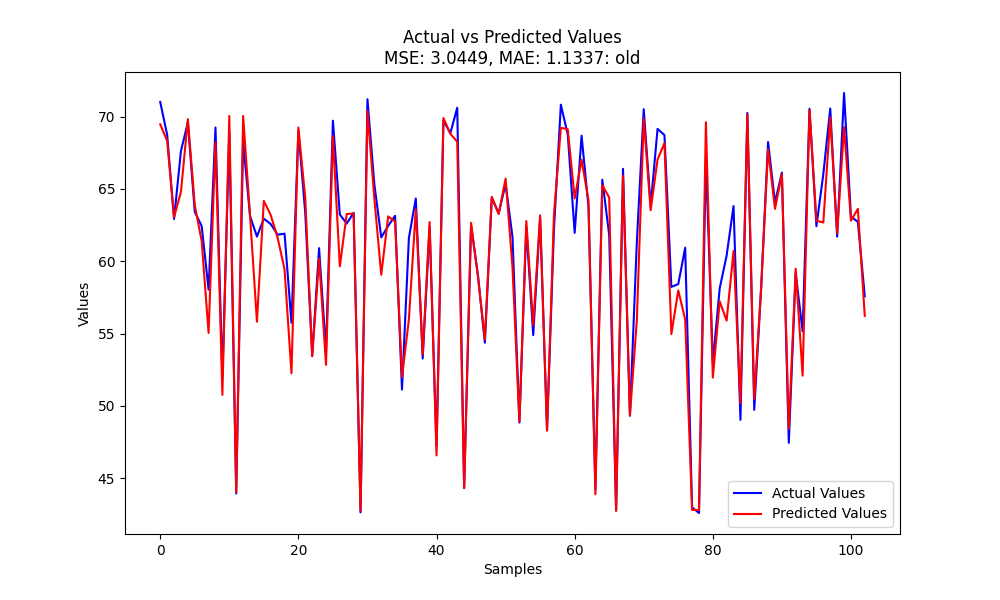 Actual vs Predicted Values
MSE: 3.0449, MAE: 1.1337: old
Values
70
65
60
55
50
45
0
20
40
60
80
100
Samples
Actual Values
Predicted Values